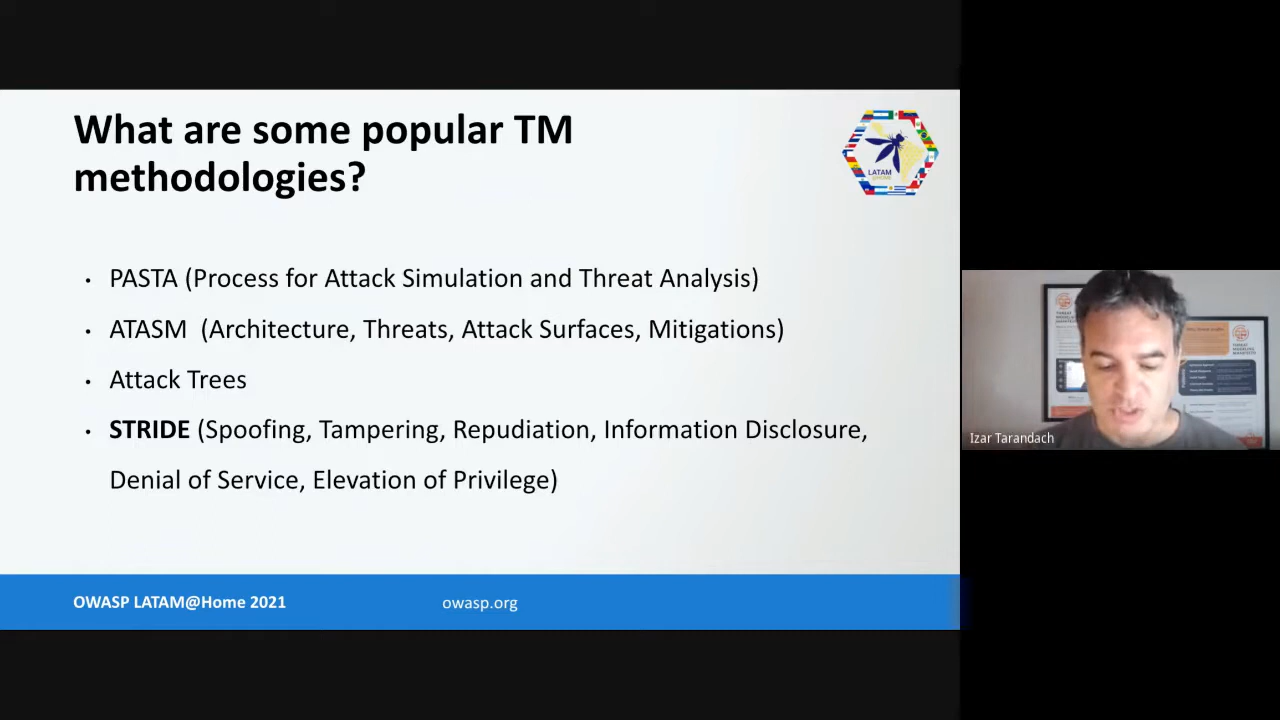 What are some popular TM
methodologies?
LATAM
• PASTA (Process for Attack Simulation and Threat Analysis)
• ATASM (Architecture, Threats, Attack Surfaces, Mitigations)
• Attack Trees
• STRIDE (Spoofing, Tampering, Repudiation, Information Disclosure,
Denial of Service, Elevation of Privilege)
OWASP LATAM@Home 2021
owasp.org
Izar Tarandach